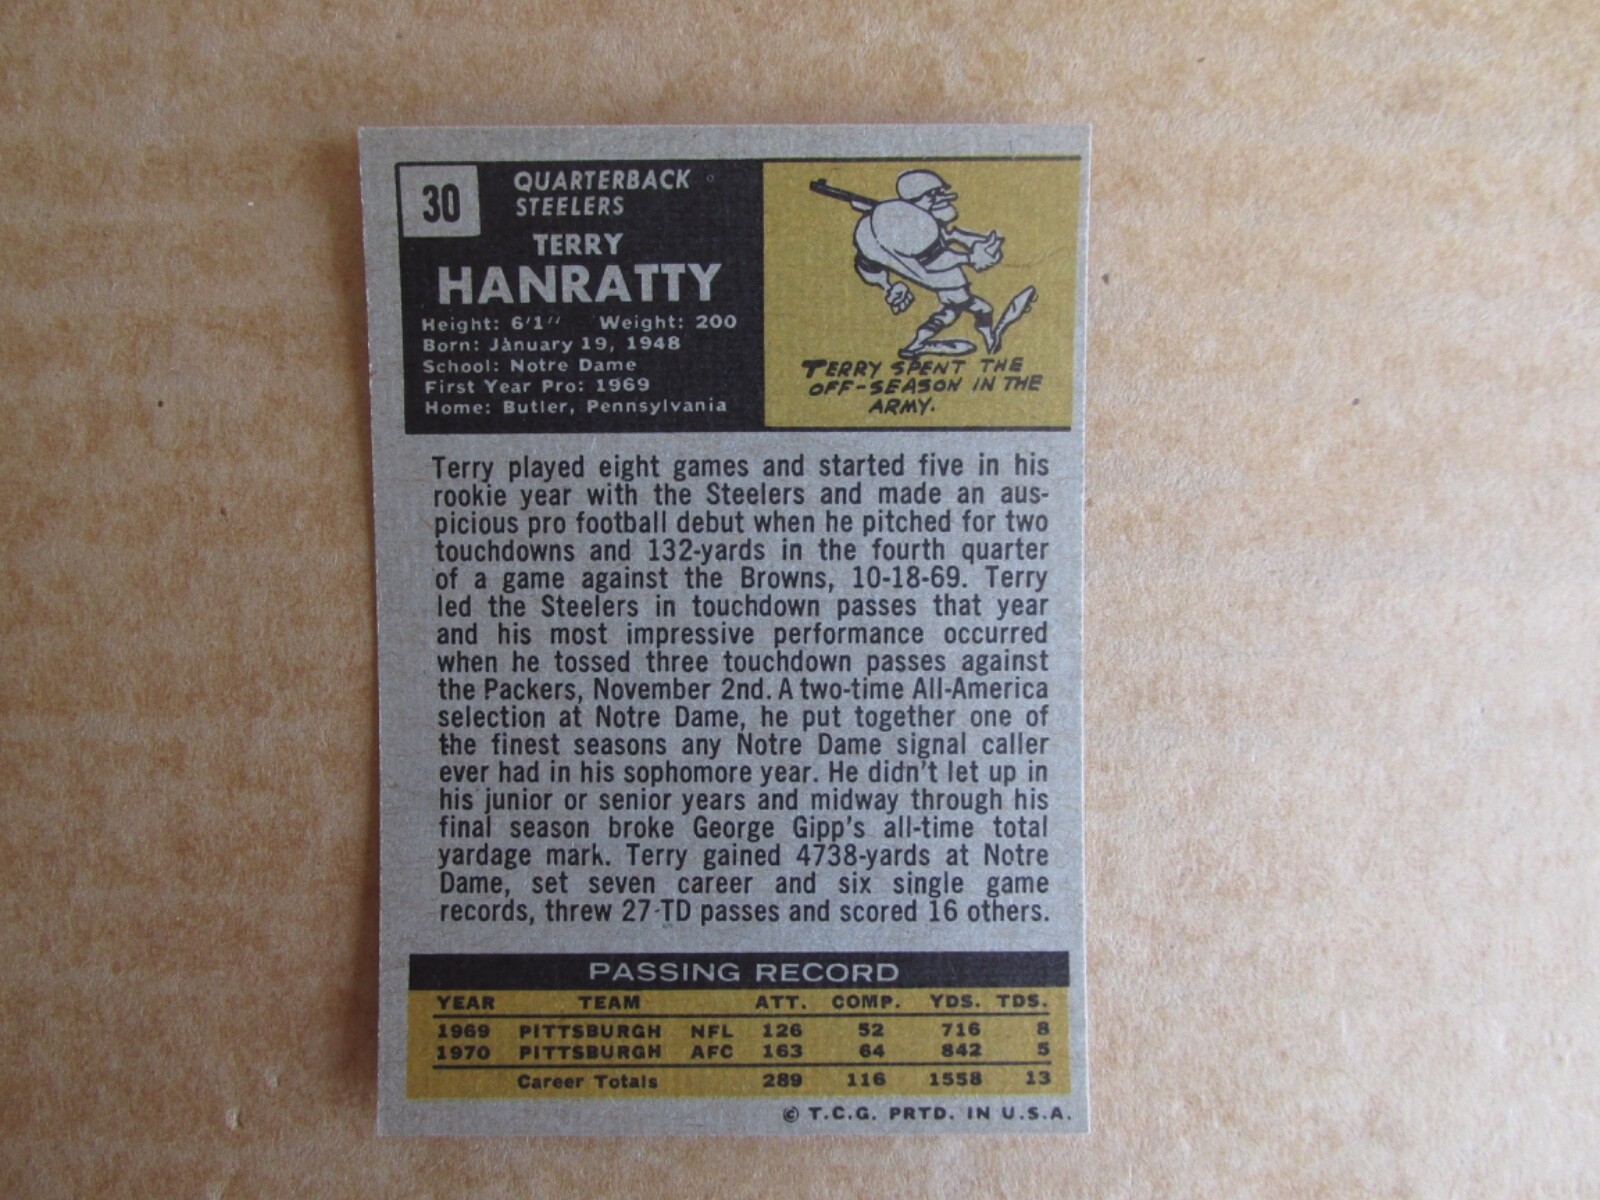 30
QUARTERBACK
STEELERS
TERRY
HANRATTY
Height: 6'1" Weight: 200
Born: January 19, 1948
School: Notre Dame
First Year Pro: 1969
Home: Butler, Pennsylvania
TERRY SPENT THE
OFF-SEASON IN THE
ARMY.
Terry played eight games and started five in his
rookie year with the Steelers and made an aus-
picious pro football debut when he pitched for two
touchdowns and 132-yards in the fourth quarter
of a game against the Browns, 10-18-69. Terry
led the Steelers in touchdown passes that year
and his most impressive performance occurred
when he tossed three touchdown passes against
the Packers, November 2nd. A two-time All-America
selection at Notre Dame, he put together one of
the finest seasons any Notre Dame signal caller
ever had in his sophomore year. He didn't let up in
his junior or senior years and midway through his
final season broke George Gipp's all-time total
yardage mark. Terry gained 4738-yards at Notre
Dame, set seven career and six single game
records, threw 27-TD passes and scored 16 others.
PASSING RECORD
YEAR TEAM ATT. COMP. YDS. TDS.
1969 PITTSBURGH NFL 126 52 716 8
1970 PITTSBURGH AFC 163 64 842 5
Career Totals 289 116 1558 13
© T.C.G. PRTD. IN U.S.A.